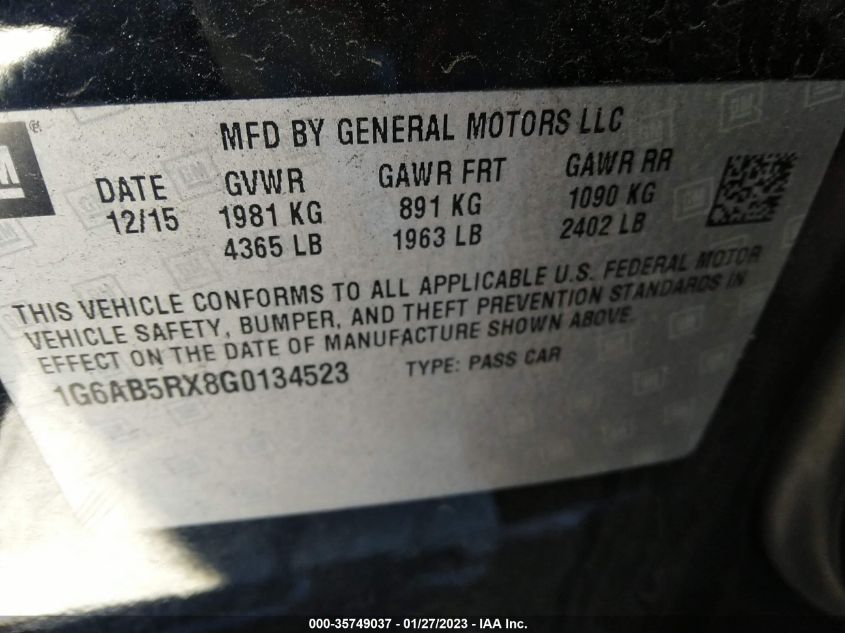 GM
®
MFD BY GENERAL MOTORS LLC
DATE GVWR GAWR FRT GAWR RR
12/15 1981 KG 891 KG 1090 KG
4365 LB 1963 LB 2402 LB
THIS VEHICLE CONFORMS TO ALL APPLICABLE U.S. FEDERAL MOTOR
VEHICLE SAFETY, BUMPER, AND THEFT PREVENTION STANDARDS IN
EFFECT ON THE DATE OF MANUFACTURE SHOWN ABOVE.
1G6AB5RX8G0134523 TYPE: PASS CAR
000-35749037 - 01/27/2023 - IAA Inc.